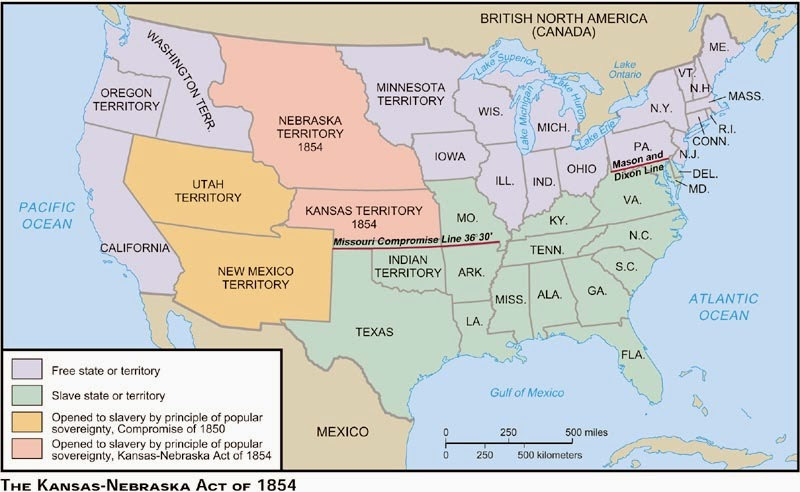 BRITISH NORTH AMERICA
(CANADA)
WASHINGTON TERR.
OREGON
TERRITORY
NEBRASKA
TERRITORY
1854
MINNESOTA
TERRITORY
Lake Superior
Lake Michigan
Lake Huron
Lake
Ontario
Lake Erie
ME.
VT.
N.H.
MASS.
R.I.
CONN.
N.Y.
WIS.
MICH.
IOWA
ILL.
IND.
OHIO
PA.
N.J.
Mason and
Dixon Line
DEL.
MD.
UTAH
TERRITORY
KANSAS TERRITORY
1854
MO.
KY.
VA.
PACIFIC
OCEAN
CALIFORNIA
Missouri Compromise Line 36°30'
NEW MEXICO
TERRITORY
INDIAN
TERRITORY
ARK.
TENN.
N.C.
S.C.
MISS.
ALA.
GA.
TEXAS
LA.
FLA.
ATLANTIC
OCEAN
Gulf of Mexico
MEXICO
Free state or territory
Slave state or territory
Opened to slavery by principle of popular
sovereignty, Compromise of 1850
Opened to slavery by principle of popular
sovereignty, Kansas-Nebraska Act of 1854
0 250 500 miles
0 250 500 kilometers
THE KANSAS-NEBRASKA ACT OF 1854